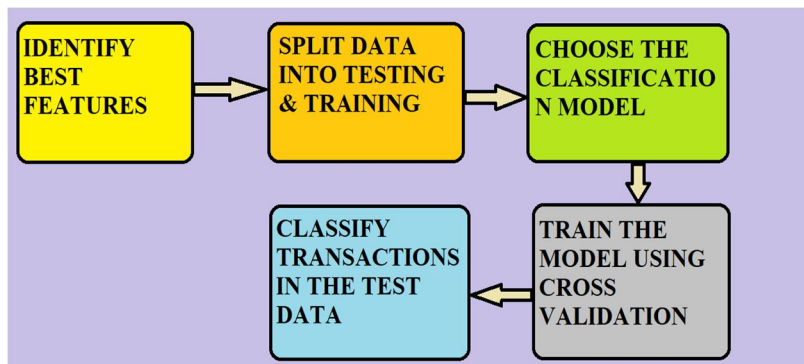 IDENTIFY
BEST
FEATURES
SPLIT DATA
INTO TESTING
& TRAINING
CHOOSE THE
CLASSIFICATIO
N MODEL
TRAIN THE
MODEL USING
CROSS
VALIDATION
CLASSIFY
TRANSACTIONS
IN THE TEST
DATA